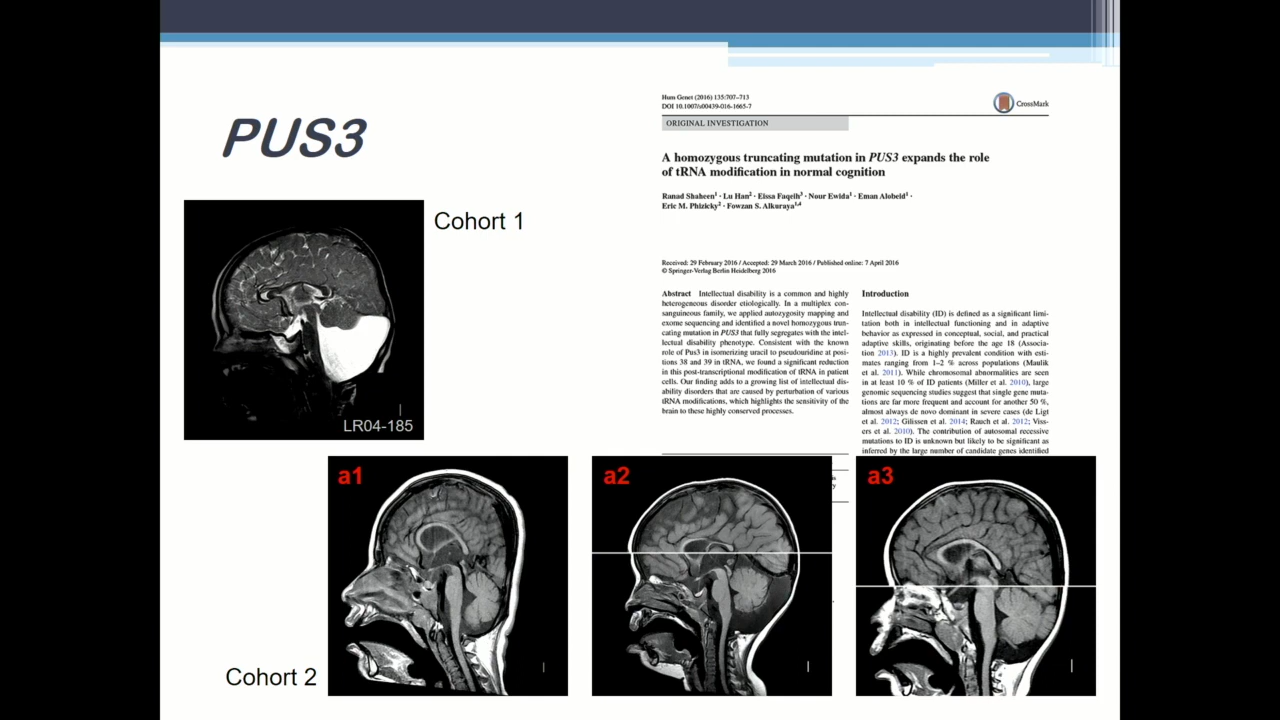 PUS3
Cohort 1
LR04-185
Hum Genet (2016) 135:707–713
DOI 10.1007/s00439-016-1665-7
CrossMark
ORIGINAL INVESTIGATION
A homozygous truncating mutation in PUS3 expands the role
of tRNA modification in normal cognition
Ranad Shaheen1 · Lu Han2 · Eissa Faqeih3 · Nour Ewida1 · Eman Alobeid1 ·
Eric M. Phizicky2 · Fowzan S. Alkuraya1,4
Received: 29 February 2016 / Accepted: 29 March 2016 / Published online: 7 April 2016
© Springer-Verlag Berlin Heidelberg 2016
Abstract Intellectual disability is a common and highly
heterogeneous disorder etiologically. In a multiplex con-
sanguineous family, we applied autozygosity mapping and
exome sequencing and identified a novel homozygous trun-
cating mutation in PUS3 that fully segregates with the intel-
lectual disability phenotype. Consistent with the known
role of Pus3 in isomerizing uracil to pseudouridine at posi-
tions 38 and 39 in tRNA, we found a significant reduction
in this post-transcriptional modification of tRNA in patient
cells. Our finding adds to a growing list of intellectual dis-
ability disorders that are caused by perturbation of various
tRNA modifications, which highlights the sensitivity of the
brain to these highly conserved processes.
Introduction
Intellectual disability (ID) is defined as a significant limi-
tation both in intellectual functioning and in adaptive
behavior as expressed in conceptual, social, and practical
adaptive skills, originating before the age 18 (Associa-
tion 2013). ID is a highly prevalent condition with esti-
mates ranging from 1–2 % across populations (Maulik
et al. 2011). While chromosomal abnormalities are seen
in at least 10 % of ID patients (Miller et al. 2010), large
genomic sequencing studies suggest that single gene muta-
tions are far more frequent and account for another 50 %,
almost always de novo dominant in severe cases (de Ligt
et al. 2012; Gilissen et al. 2014; Rauch et al. 2012; Viss-
ers et al. 2010). The contribution of autosomal recessive
mutations to ID is unknown but likely to be significant as
inferred by the large number of candidate genes identified
a1
a2
a3
Cohort 2